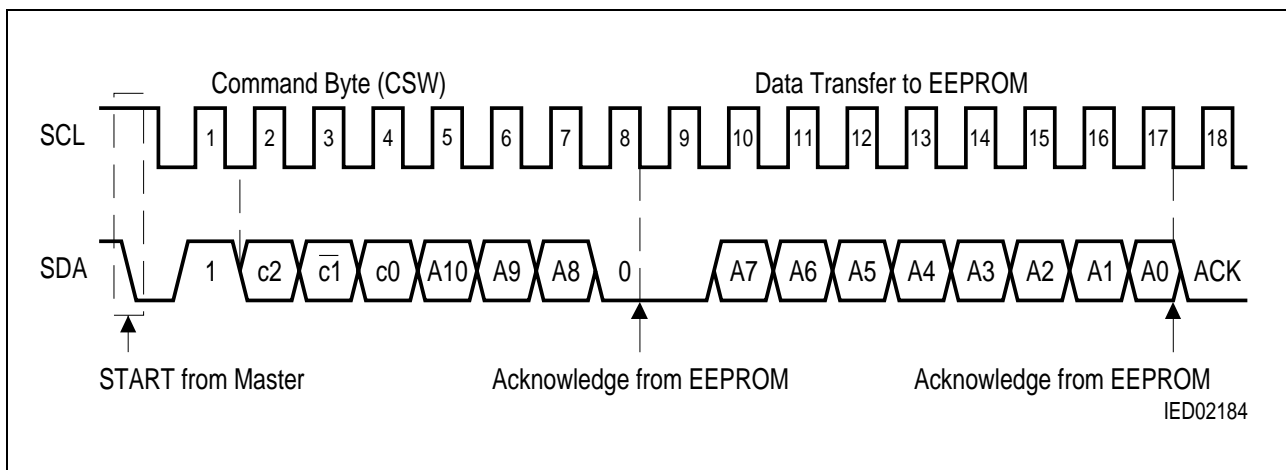 Command Byte (CSW) Data Transfer to EEPROM
SCL 1 2 3 4 5 6 7 8 9 10 11 12 13 14 15 16 17 18
SDA 1 c2 c̅1̅ c0 A10 A9 A8 0 A7 A6 A5 A4 A3 A2 A1 A0 ACK
START from Master Acknowledge from EEPROM Acknowledge from EEPROM
IED02184